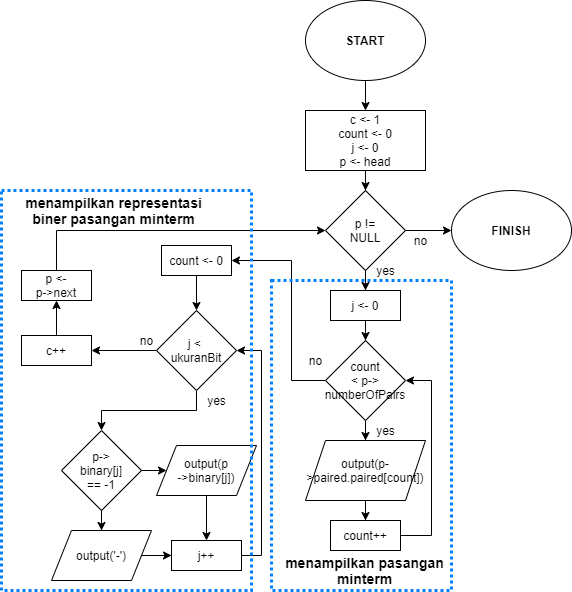 START
c <- 1
count <- 0
j <- 0
p <- head
p !=
NULL
no
FINISH
yes
menampilkan representasi
biner pasangan minterm
count <- 0
p <-
p->next
j <- 0
j <
ukuranBit
no
yes
c++
count
< p->
numberOfPairs
no
yes
p->
binary[j]
== -1
output(p
->binary[j])
output(p-
>paired.paired[count])
output('-')
j++
count++
menampilkan pasangan
minterm